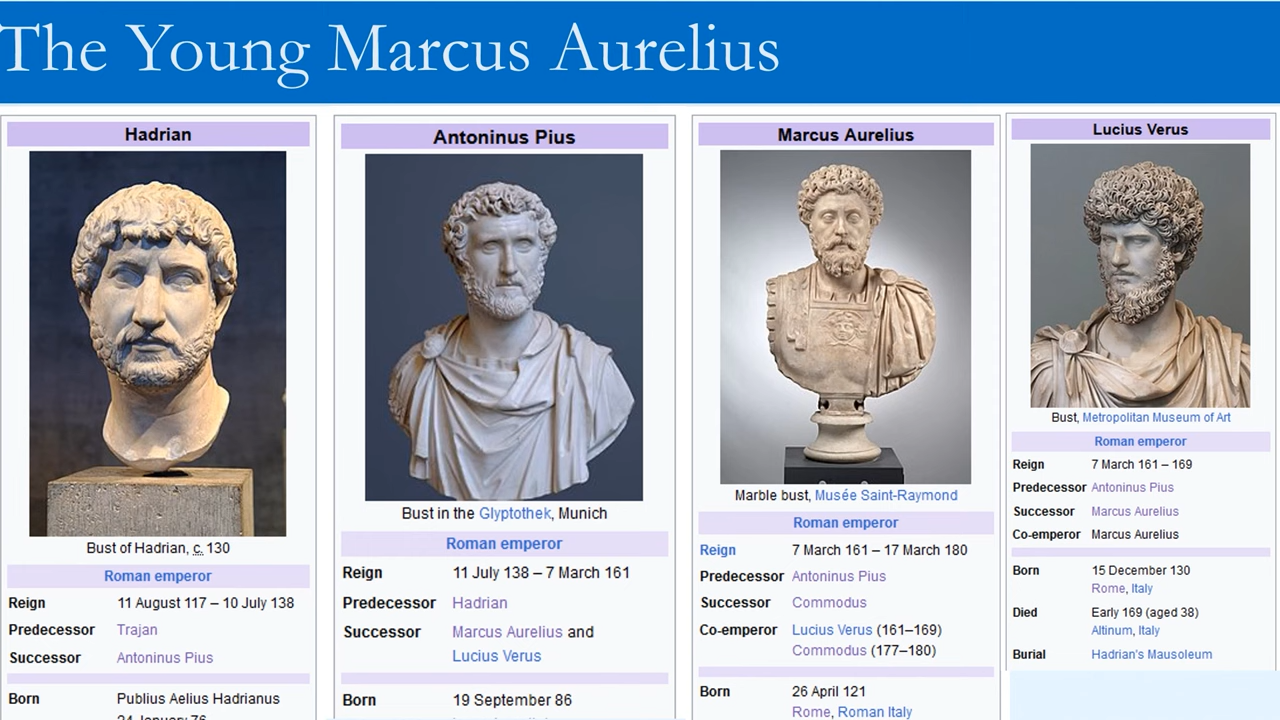 The Young Marcus Aurelius
Hadrian
Bust of Hadrian, c. 130
Roman emperor
Reign 11 August 117 – 10 July 138
Predecessor Trajan
Successor Antoninus Pius
Born Publius Aelius Hadrianus
24 January 76
Antoninus Pius
Bust in the Glyptothek, Munich
Roman emperor
Reign 11 July 138 – 7 March 161
Predecessor Hadrian
Successor Marcus Aurelius and
Lucius Verus
Born 19 September 86
Marcus Aurelius
Marble bust, Musée Saint-Raymond
Roman emperor
Reign 7 March 161 – 17 March 180
Predecessor Antoninus Pius
Successor Commodus
Co-emperor Lucius Verus (161–169)
Commodus (177–180)
Born 26 April 121
Rome, Roman Italy
Lucius Verus
Bust, Metropolitan Museum of Art
Roman emperor
Reign 7 March 161 – 169
Predecessor Antoninus Pius
Successor Marcus Aurelius
Co-emperor Marcus Aurelius
Born 15 December 130
Rome, Italy
Died Early 169 (aged 38)
Altinum, Italy
Burial Hadrian's Mausoleum